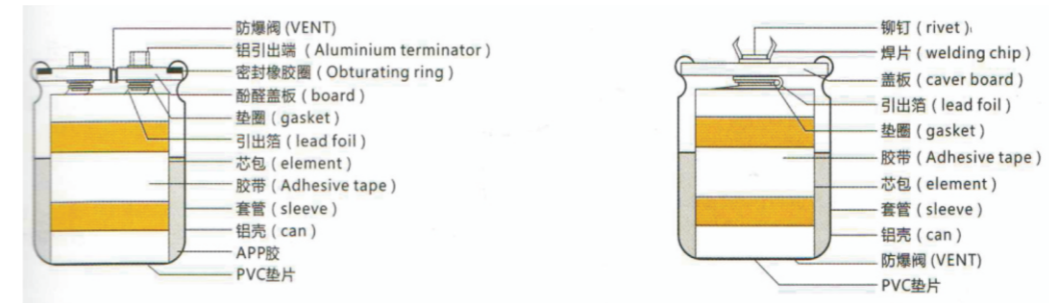 防爆阀 (VENT)
铝引出端 ( Aluminium terminator )
密封橡胶圈 ( Obturating ring )
酚醛盖板 ( board )
垫圈 ( gasket )
引出箔 ( lead foil )
芯包 ( element )
胶带 ( Adhesive tape )
套管 ( sleeve )
铝壳 ( can )
APP胶
PVC垫片
铆钉 ( rivet )
焊片 ( welding chip )
盖板 ( caver board )
引出箔 ( lead foil )
垫圈 ( gasket )
胶带 ( Adhesive tape )
芯包 ( element )
套管 ( sleeve )
铝壳 ( can )
防爆阀 (VENT)
PVC垫片